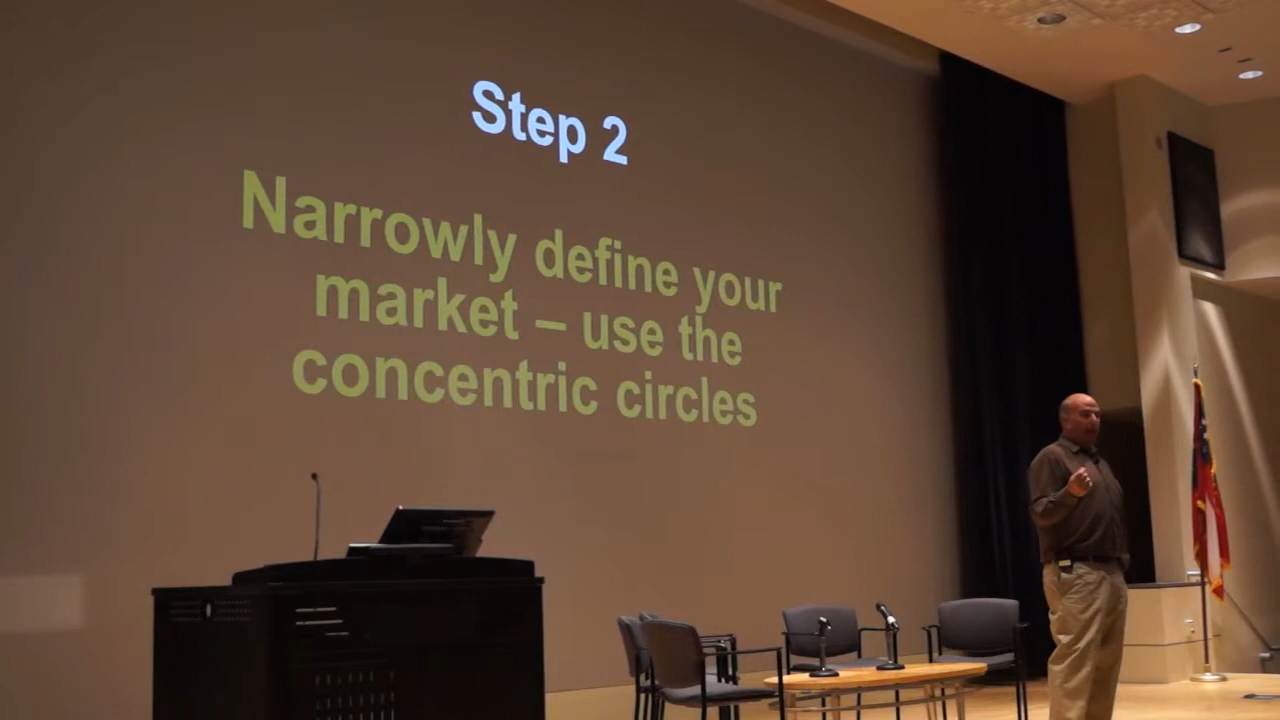 Step 2
Narrowly define your
market – use the
concentric circles